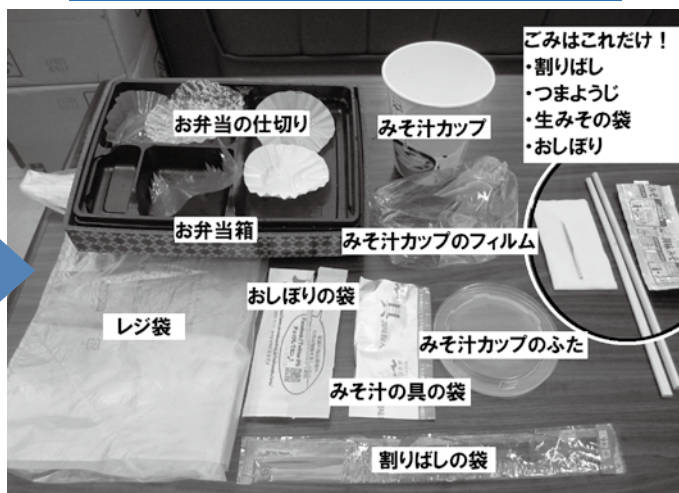 ごみはこれだけ！
・割りばし
・つまようじ
・生みその袋
・おしぼり
お弁当の仕切り
みそ汁カップ
お弁当箱
みそ汁カップのフィルム
おしぼりの袋
レジ袋
みそ汁カップのふた
みそ汁の具の袋
割りばしの袋